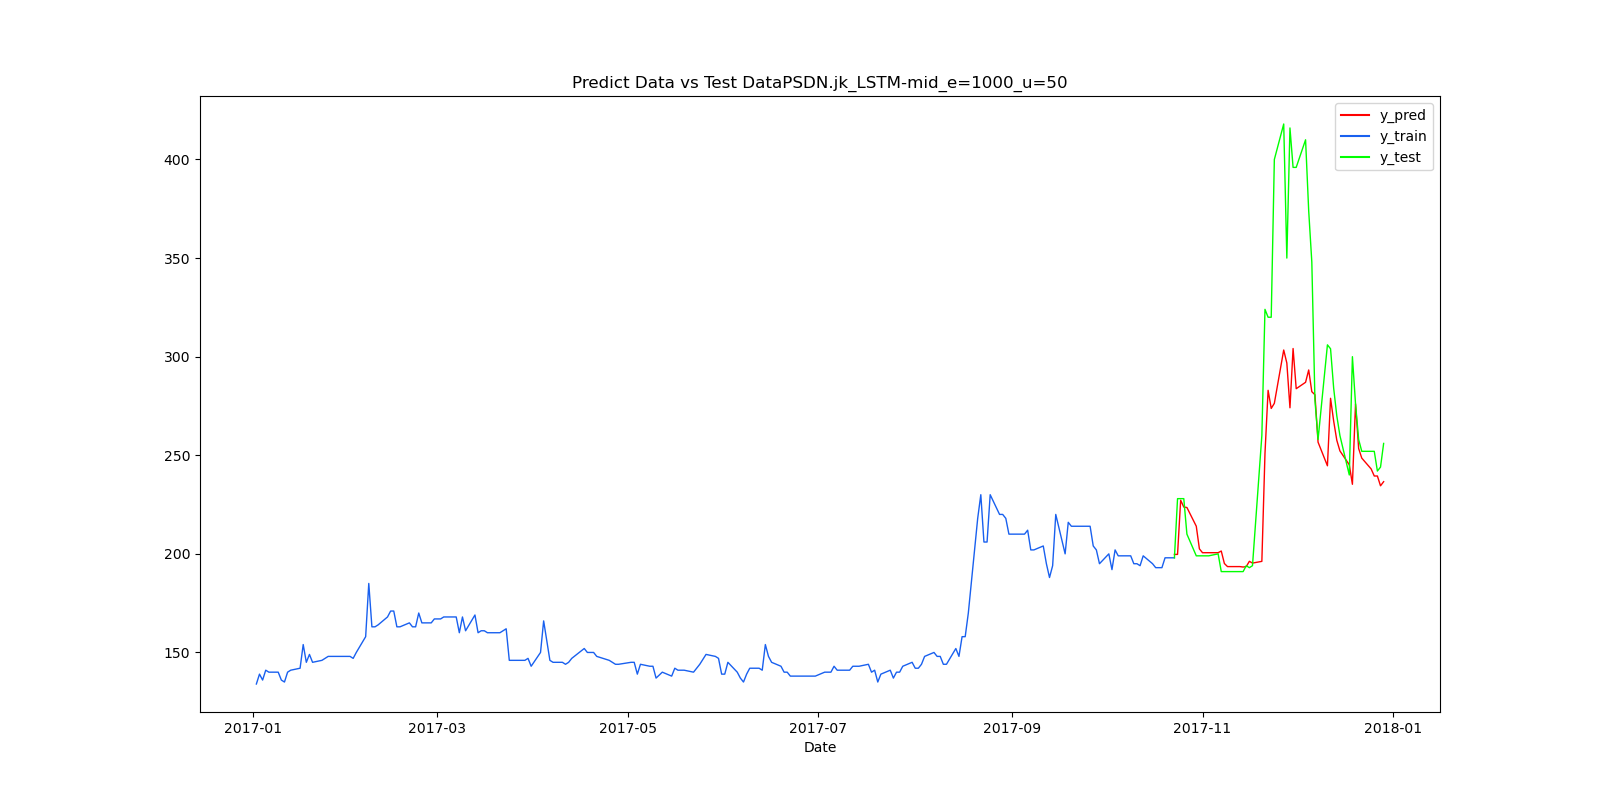 Predict Data vs Test DataPSDN.jk_LSTM-mid_e=1000_u=50
y_pred
y_train
y_test
400
350
300
250
200
150
2017-01 2017-03 2017-05 2017-07 2017-09 2017-11 2018-01
Date